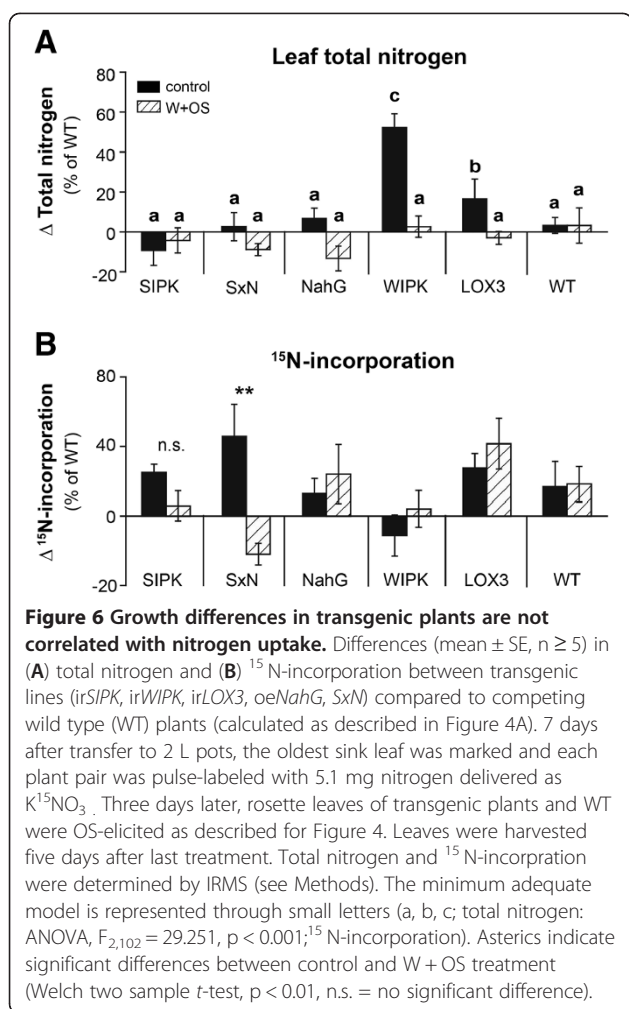 A
Leaf total nitrogen
control
W+OS
Δ Total nitrogen
(% of WT)
80
60
40
20
0
-20
a a a a a a c a b a a a
SIPK SxN NahG WIPK LOX3 WT
B
¹⁵N-incorporation
Δ ¹⁵N-incorporation
(% of WT)
80
40
0
-20
n.s. **
SIPK SxN NahG WIPK LOX3 WT
Figure 6 Growth differences in transgenic plants are not
correlated with nitrogen uptake. Differences (mean ± SE, n ≥ 5) in
(A) total nitrogen and (B) ¹⁵ N-incorporation between transgenic
lines (irSIPK, irWIPK, irLOX3, oeNahG, SxN) compared to competing
wild type (WT) plants (calculated as described in Figure 4A). 7 days
after transfer to 2 L pots, the oldest sink leaf was marked and each
plant pair was pulse-labeled with 5.1 mg nitrogen delivered as
K¹⁵NO₃ . Three days later, rosette leaves of transgenic plants and WT
were OS-elicited as described for Figure 4. Leaves were harvested
five days after last treatment. Total nitrogen and ¹⁵ N-incorpration
were determined by IRMS (see Methods). The minimum adequate
model is represented through small letters (a, b, c; total nitrogen:
ANOVA, F₂,₁₀₂ = 29.251, p < 0.001;¹⁵ N-incorporation). Asterics indicate
significant differences between control and W + OS treatment
(Welch two sample t-test, p < 0.01, n.s. = no significant difference).